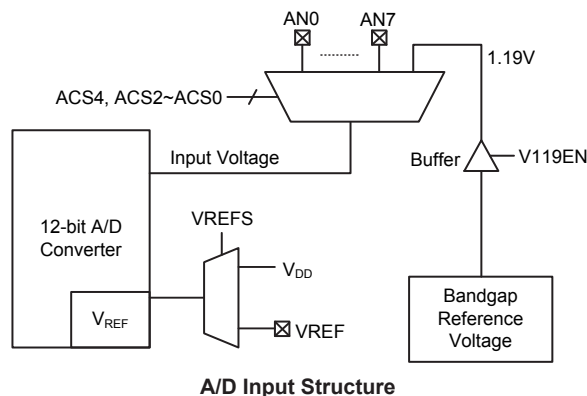 AN0 AN7
1.19V
ACS4, ACS2~ACS0
Input Voltage
Buffer
V119EN
12-bit A/D
Converter
VREFS
VDD
VREF
VREF
Bandgap
Reference
Voltage
A/D Input Structure